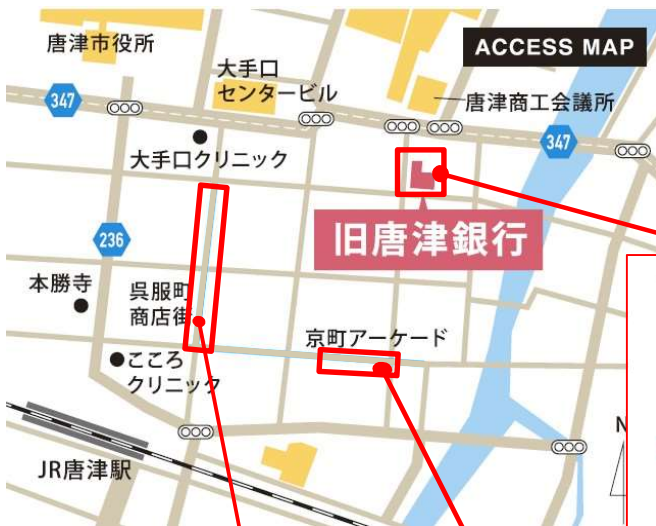 唐津市役所
ACCESS MAP
大手口
センタービル
347
唐津商工会議所
347
大手口クリニック
旧唐津銀行
236
本勝寺
呉服町
商店街
京町アーケード
こころ
クリニック
N
JR唐津駅